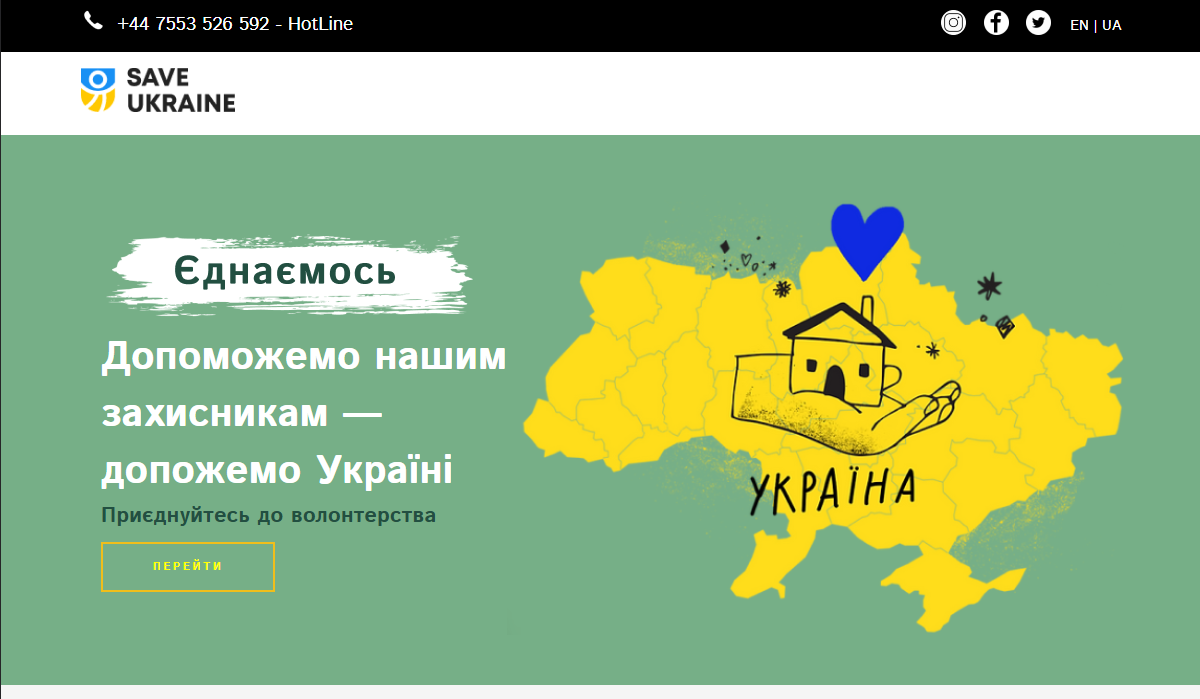 +44 7553 526 592 - HotLine
EN | UA
SAVE
UKRAINE
Єднаємось
Допоможемо нашим
захисникам —
допожемо Україні
Приєднуйтесь до волонтерства
ПЕРЕЙТИ
УКРАЇНА